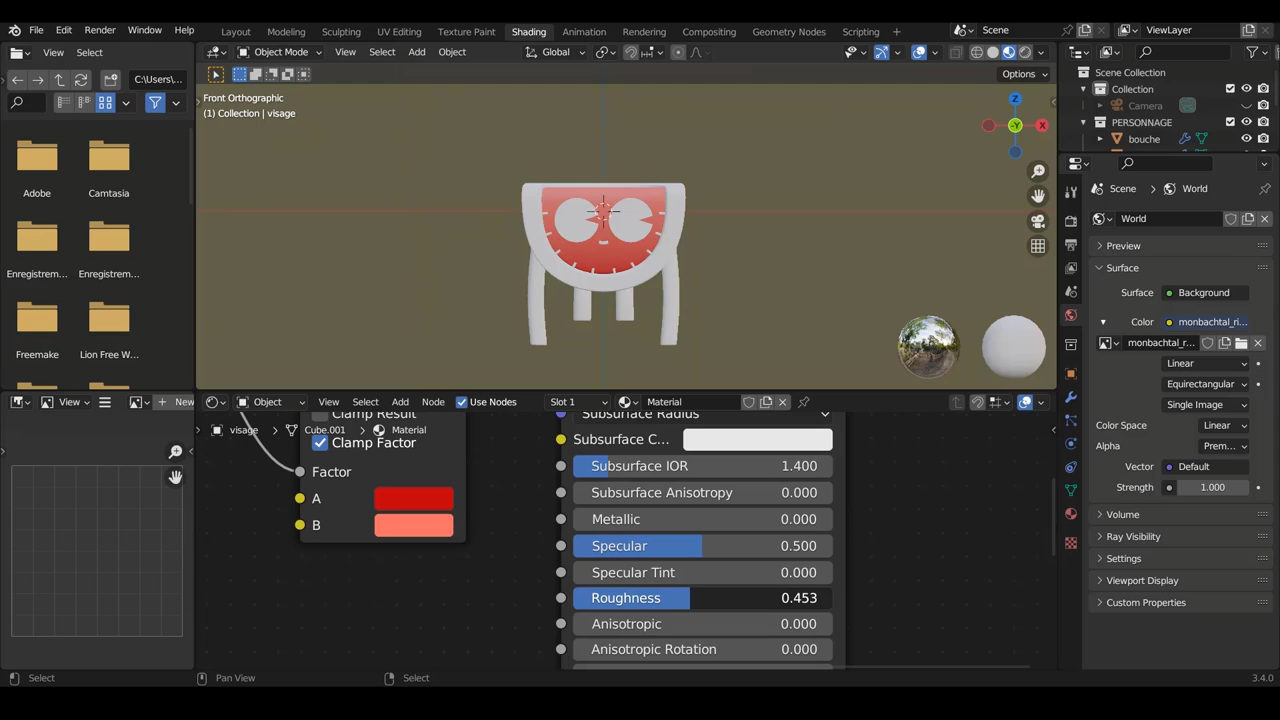 File Edit Render Window Help Layout Modeling Sculpting UV Editing Texture Paint Shading Animation Rendering Compositing Geometry Nodes Scripting + Scene ViewLayer
View Select Object Mode View Select Add Object Global
C:\Users\... Options
Front Orthographic
(1) Collection | visage
Z
-Y
X
Adobe Camtasia
Enregistrem... Enregistrem...
Freemake Lion Free W...
Scene Collection
Collection
Camera
PERSONNAGE
bouche
Scene World
World
Preview
Surface
Surface Background
Color monbachtal_ri...
monbachtal_r...
Linear
Equirectangular
Single Image
Color Space Linear
Alpha Prem...
Vector Default
Strength 1.000
Volume
Ray Visibility
Settings
Viewport Display
Custom Properties
View New Object View Select Add Node Use Nodes Slot 1 Material
visage Cube.001 Material
Clamp Result
Clamp Factor
Factor
A
B
Subsurface Radius
Subsurface C...
Subsurface IOR 1.400
Subsurface Anisotropy 0.000
Metallic 0.000
Specular 0.500
Specular Tint 0.000
Roughness 0.453
Anisotropic 0.000
Anisotropic Rotation 0.000
Select Pan View Select 3.4.0